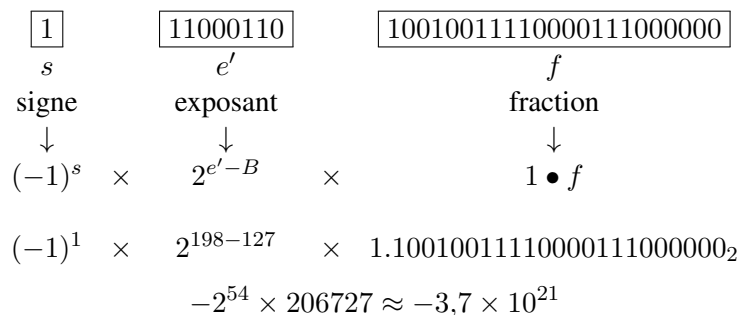 1 11000110 10010011110000111000000
s e′ f
signe exposant fraction
↓ ↓ ↓
(−1)^s × 2^{e′−B} × 1 • f
(−1)^1 × 2^{198−127} × 1.10010011110000111000000₂
−2^{54} × 206727 ≈ −3,7 × 10^{21}